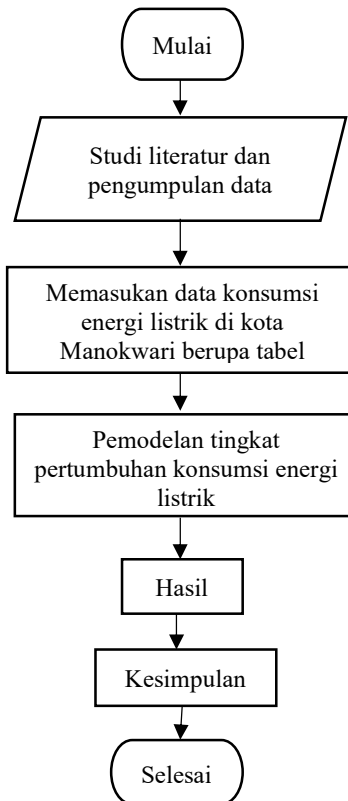 Mulai
Studi literatur dan
pengumpulan data
Memasukan data konsumsi
energi listrik di kota
Manokwari berupa tabel
Pemodelan tingkat
pertumbuhan konsumsi energi
listrik
Hasil
Kesimpulan
Selesai